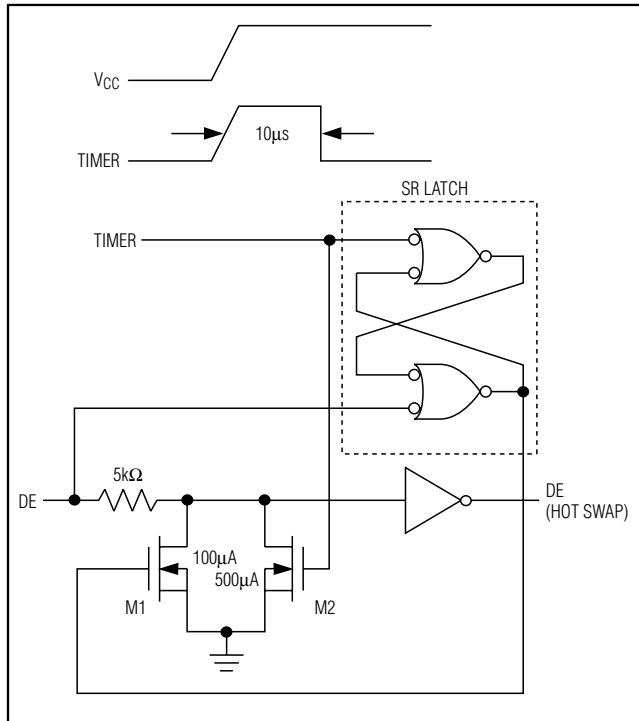 VCC
10μs
TIMER
SR LATCH
TIMER
5kΩ
DE
DE
(HOT SWAP)
100μA
500μA
M1
M2